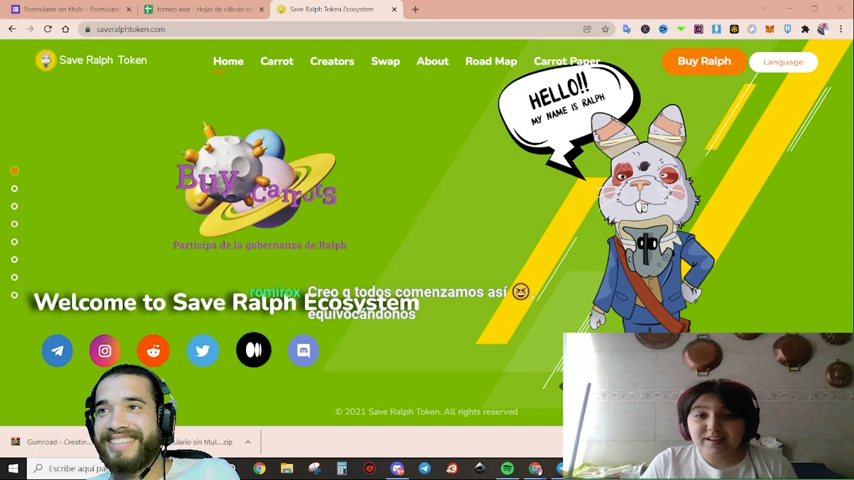 Formulario sin título - Formulari
torneo axie - Hojas de cálculo d
Save Ralph Token Ecosystem
saveralphtoken.com
Save Ralph Token
Home
Carrot
Creators
Swap
About
Road Map
Carrot Paper
Buy Ralph
Language
HELLO!!
MY NAME IS RALPH
Buy Carrots
Participa de la gobernanza de Ralph
romirox Creo q todos comenzamos así
equivocandonos
Welcome to Save Ralph Ecosystem
© 2021 Save Ralph Token. All rights reserved
Gumroad - Creatin...
ulario sin títul....zip
Escribe aquí pa